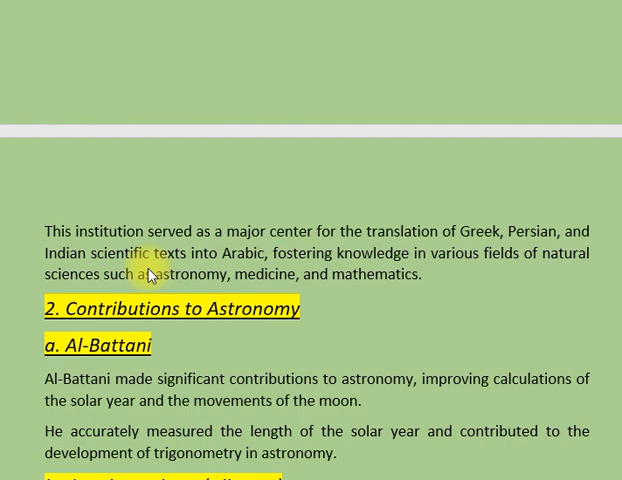 This institution served as a major center for the translation of Greek, Persian, and
Indian scientific texts into Arabic, fostering knowledge in various fields of natural
sciences such as astronomy, medicine, and mathematics.
2. Contributions to Astronomy
a. Al-Battani
Al-Battani made significant contributions to astronomy, improving calculations of
the solar year and the movements of the moon.
He accurately measured the length of the solar year and contributed to the
development of trigonometry in astronomy.